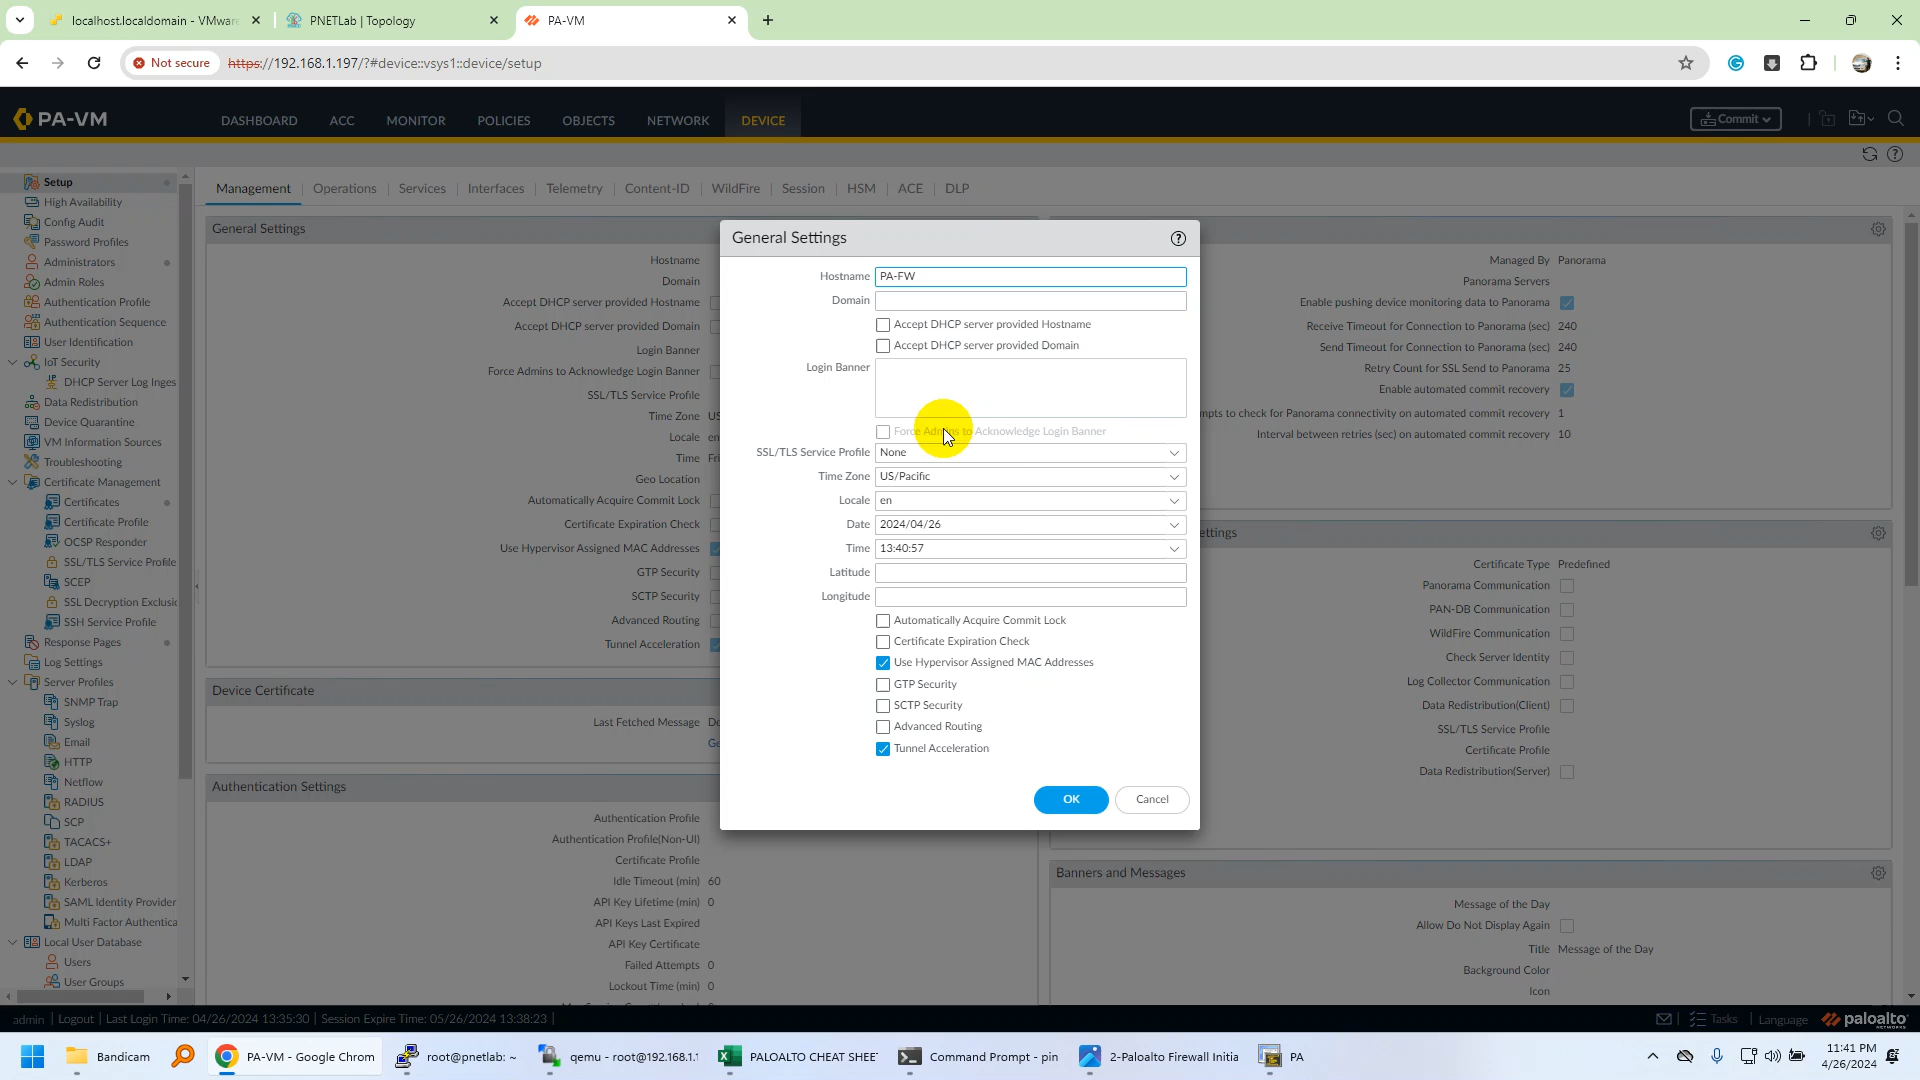 localhost.localdomain - VMware
PNETLab | Topology
PA-VM
Not secure
https://192.168.1.197/?#device::vsys1::device/setup
PA-VM
DASHBOARD
ACC
MONITOR
POLICIES
OBJECTS
NETWORK
DEVICE
Commit
Setup
High Availability
Config Audit
Password Profiles
Administrators
Admin Roles
Authentication Profile
Authentication Sequence
User Identification
IoT Security
DHCP Server Log Inges
Data Redistribution
Device Quarantine
VM Information Sources
Troubleshooting
Certificate Management
Certificates
Certificate Profile
OCSP Responder
SSL/TLS Service Profile
SCEP
SSL Decryption Exclusio
SSH Service Profile
Response Pages
Log Settings
Server Profiles
SNMP Trap
Syslog
Email
HTTP
Netflow
RADIUS
SCP
TACACS+
LDAP
Kerberos
SAML Identity Provider
Multi Factor Authentica
Local User Database
Users
User Groups
Management
Operations
Services
Interfaces
Telemetry
Content-ID
WildFire
Session
HSM
ACE
DLP
General Settings
Hostname
Domain
Accept DHCP server provided Hostname
Accept DHCP server provided Domain
Login Banner
Force Admins to Acknowledge Login Banner
SSL/TLS Service Profile
Time Zone US
Locale en
Time Fri
Geo Location
Automatically Acquire Commit Lock
Certificate Expiration Check
Use Hypervisor Assigned MAC Addresses
GTP Security
SCTP Security
Advanced Routing
Tunnel Acceleration
Device Certificate
Last Fetched Message De
Ge
Authentication Settings
Authentication Profile
Authentication Profile(Non-UI)
Certificate Profile
Idle Timeout (min) 60
API Key Lifetime (min) 0
API Keys Last Expired
API Key Certificate
Failed Attempts 0
Lockout Time (min) 0
General Settings
Hostname PA-FW
Domain
Accept DHCP server provided Hostname
Accept DHCP server provided Domain
Login Banner
Force Admins to Acknowledge Login Banner
SSL/TLS Service Profile None
Time Zone US/Pacific
Locale en
Date 2024/04/26
Time 13:40:57
Latitude
Longitude
Automatically Acquire Commit Lock
Certificate Expiration Check
Use Hypervisor Assigned MAC Addresses
GTP Security
SCTP Security
Advanced Routing
Tunnel Acceleration
OK
Cancel
Managed By Panorama
Panorama Servers
Enable pushing device monitoring data to Panorama
Receive Timeout for Connection to Panorama (sec) 240
Send Timeout for Connection to Panorama (sec) 240
Retry Count for SSL Send to Panorama 25
Enable automated commit recovery
mpts to check for Panorama connectivity on automated commit recovery 1
Interval between retries (sec) on automated commit recovery 10
ettings
Certificate Type Predefined
Panorama Communication
PAN-DB Communication
WildFire Communication
Check Server Identity
Log Collector Communication
Data Redistribution(Client)
SSL/TLS Service Profile
Certificate Profile
Data Redistribution(Server)
Banners and Messages
Message of the Day
Allow Do Not Display Again
Title Message of the Day
Background Color
Icon
admin | Logout | Last Login Time: 04/26/2024 13:35:30 | Session Expire Time: 05/26/2024 13:38:23 |
Tasks | Language
paloalto
NETWORKS
Bandicam
PA-VM - Google Chrom
root@pnetlab: ~
qemu - root@192.168.1.1
PALOALTO CHEAT SHEET
Command Prompt - pin
2-Paloalto Firewall Initia
PA
11:41 PM
4/26/2024